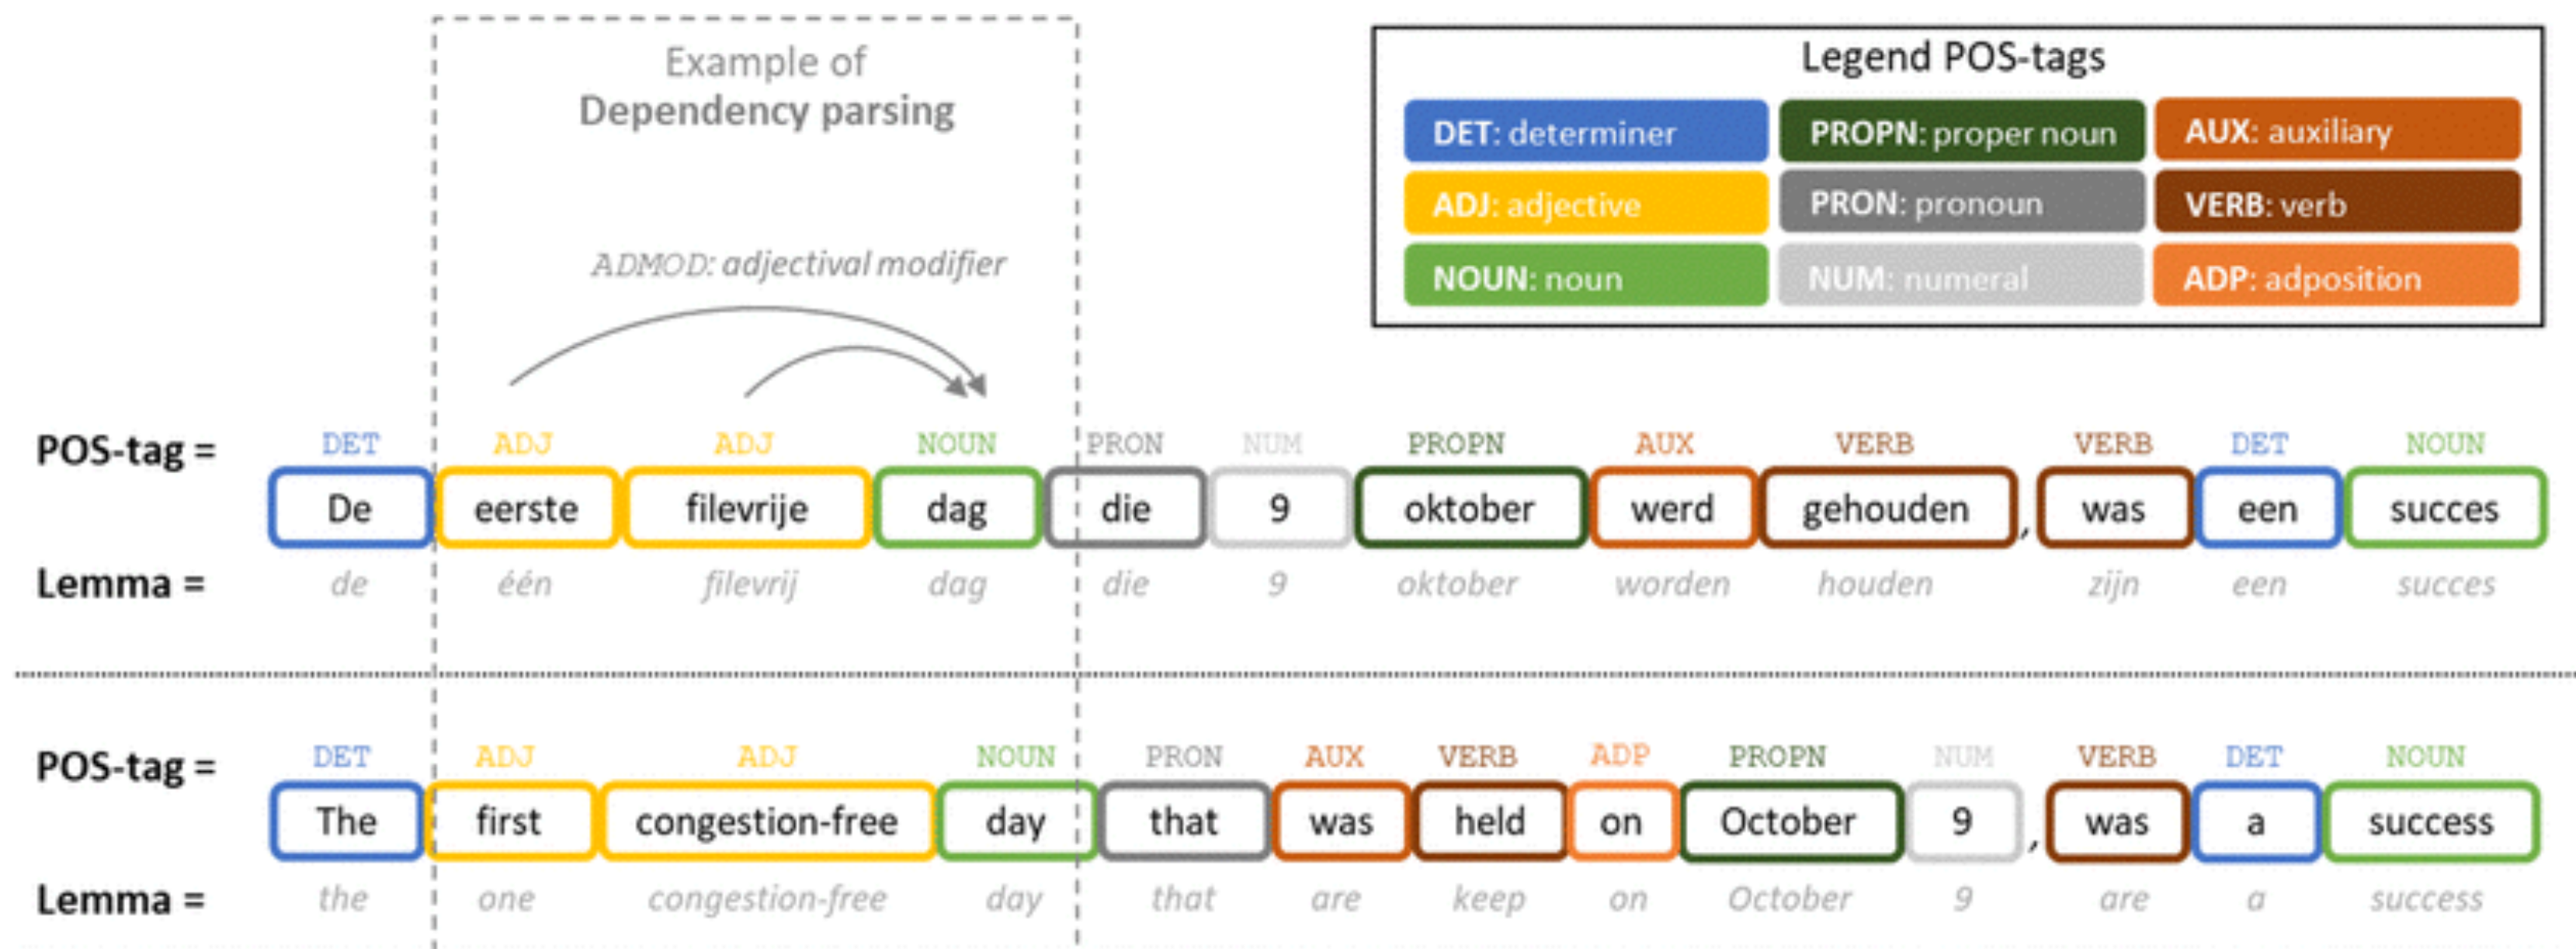 Example of
Dependency parsing
Legend POS-tags
DET: determiner PROPN: proper noun AUX: auxiliary
ADJ: adjective PRON: pronoun VERB: verb
NOUN: noun NUM: numeral ADP: adposition
ADMOD: adjectival modifier
POS-tag = DET ADJ ADJ NOUN PRON NUM PROPN AUX VERB VERB DET NOUN
De eerste filevrije dag die 9 oktober werd gehouden , was een succes
Lemma = de één filevrij dag die 9 oktober worden houden zijn een succes
POS-tag = DET ADJ ADJ NOUN PRON AUX VERB ADP PROPN NUM VERB DET NOUN
The first congestion-free day that was held on October 9 , was a success
Lemma = the one congestion-free day that are keep on October 9 are a success